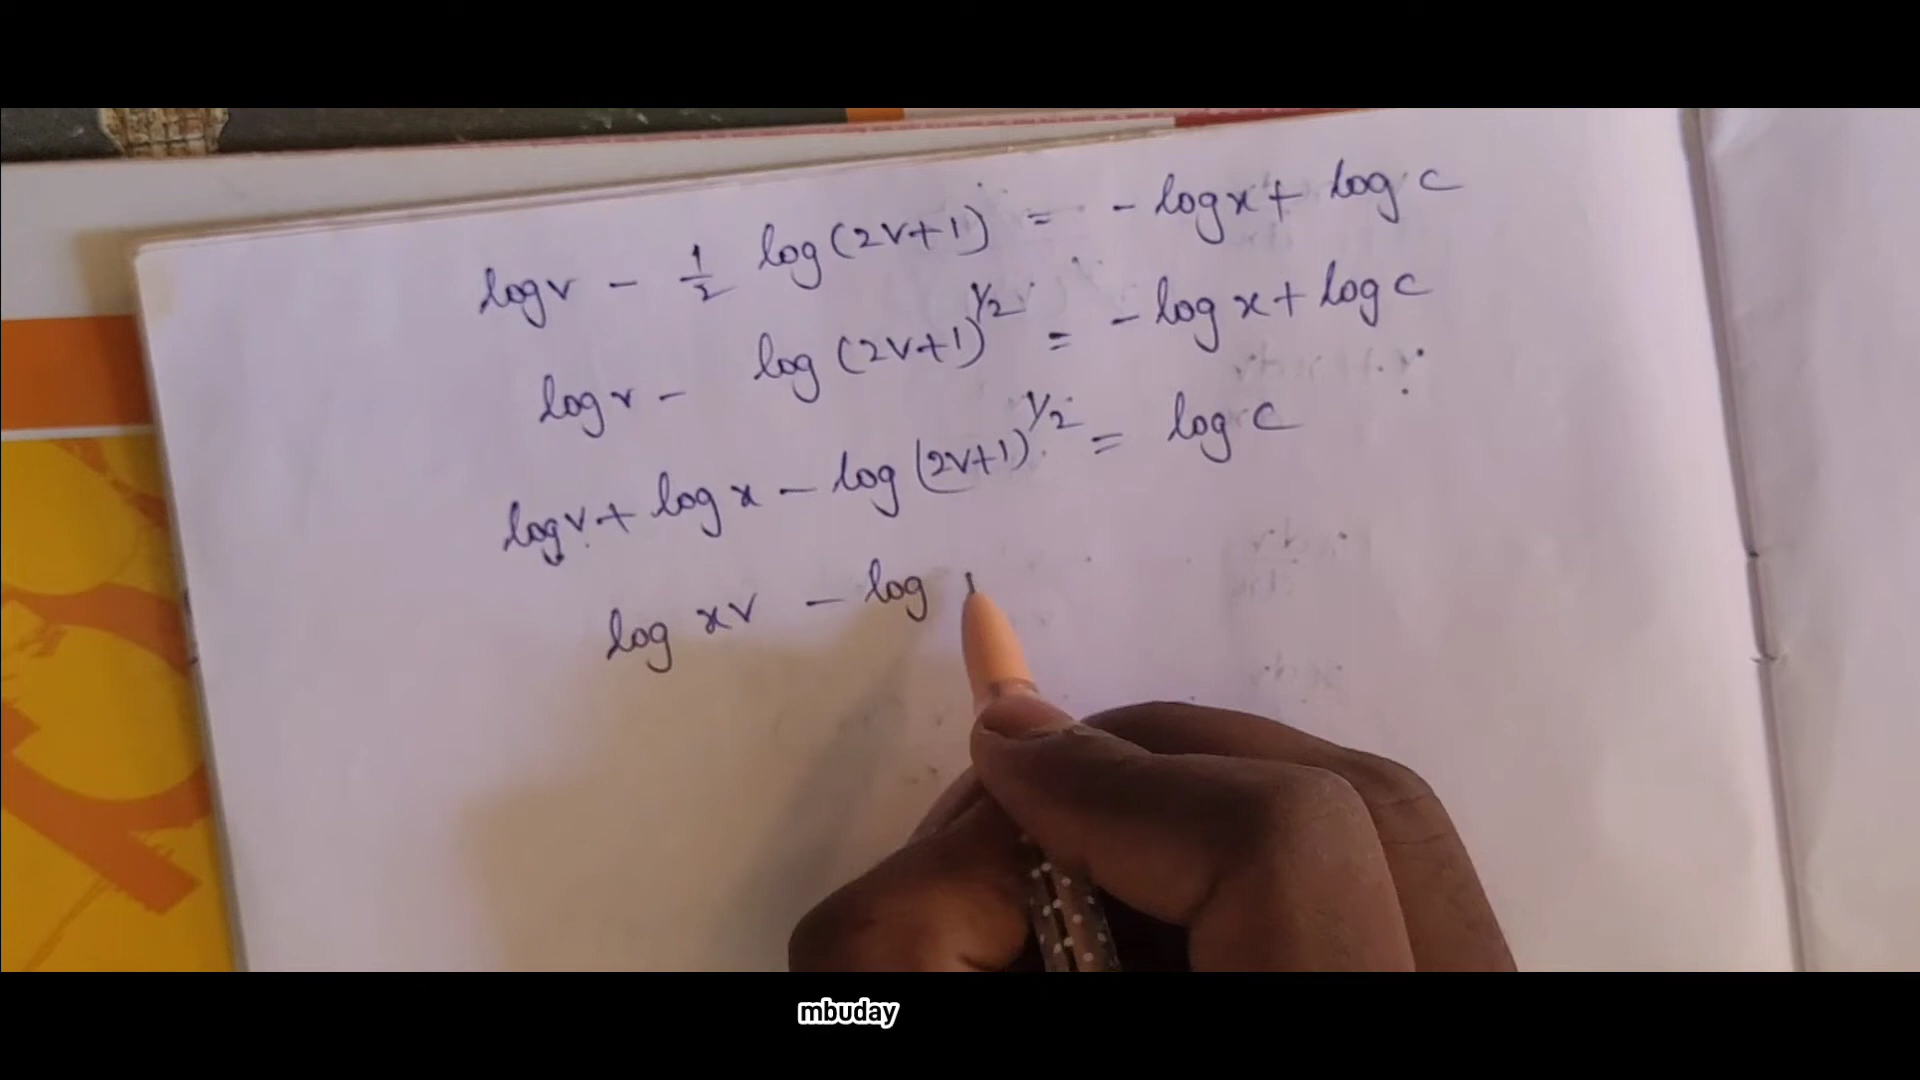 log v - 1/2 log (2v+1) = - log x + log c
log v - log (2v+1)^1/2 = - log x + log c
log v + log x - log (2v+1)^1/2 = log c
log xv - log
mbuday